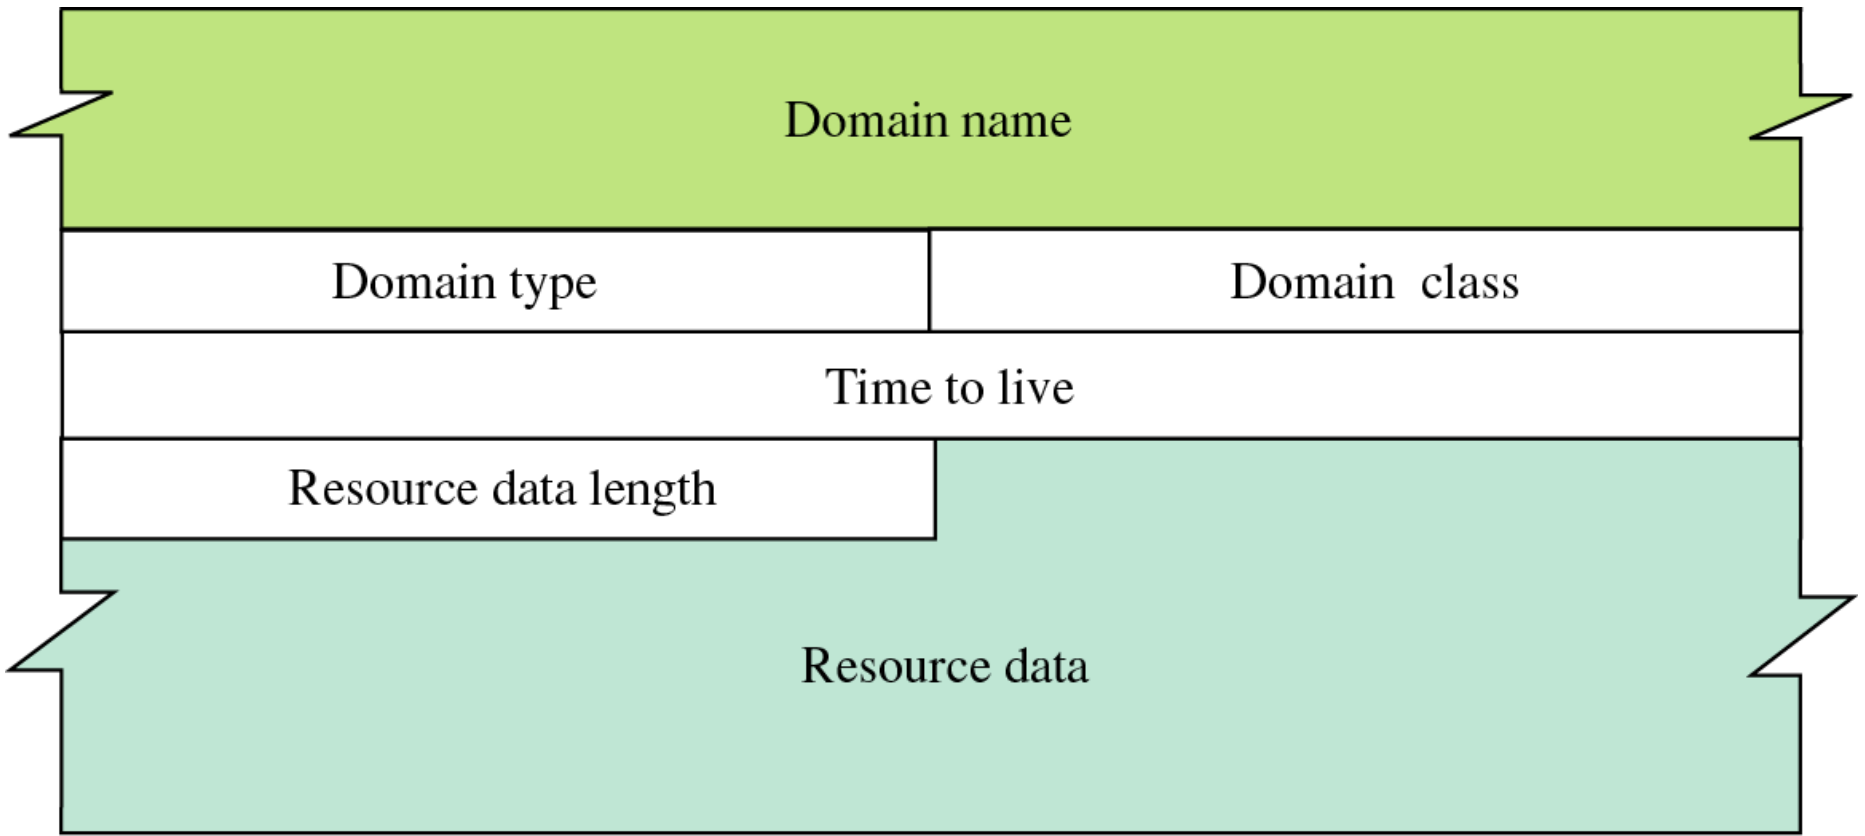 Domain name
Domain type
Domain class
Time to live
Resource data length
Resource data